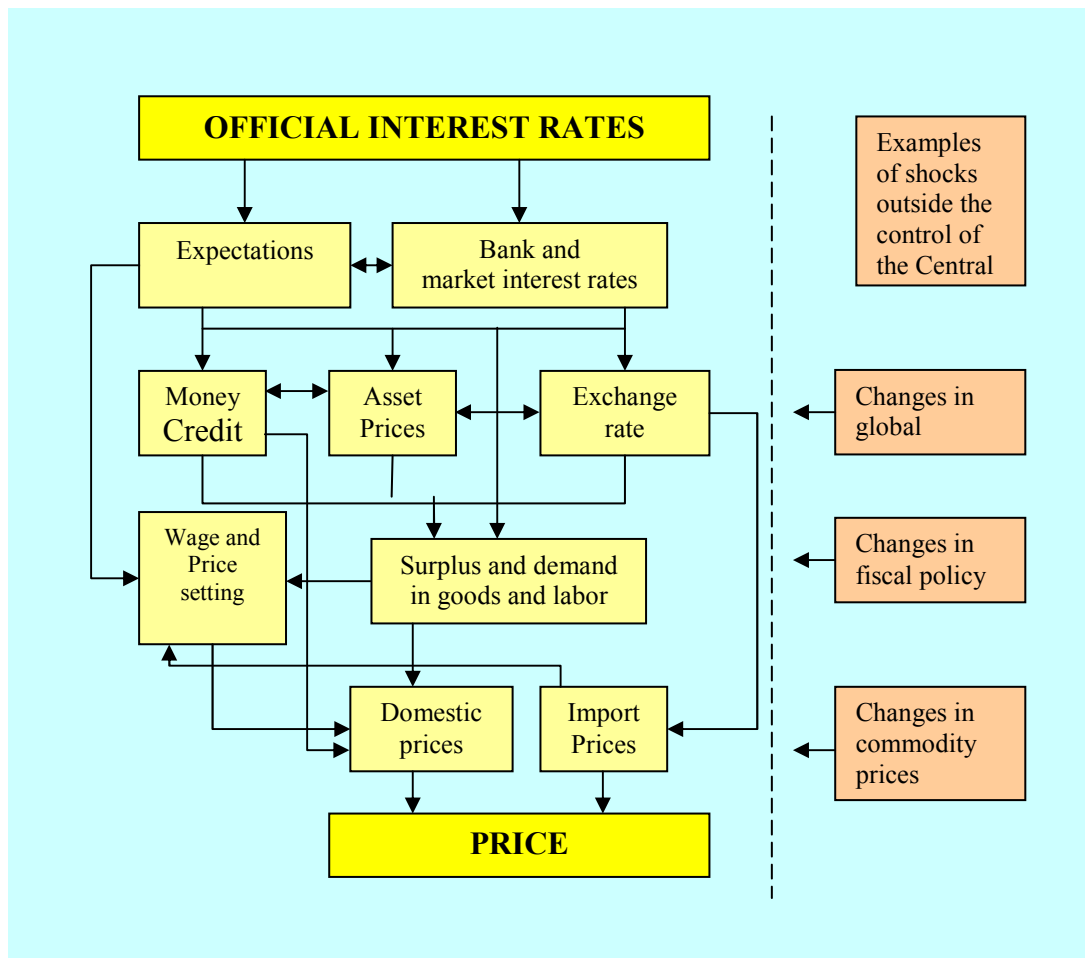 OFFICIAL INTEREST RATES
Examples
of shocks
outside the
control of
the Central
Expectations
Bank and
market interest rates
Money
Credit
Asset
Prices
Exchange
rate
Changes in
global
Wage and
Price
setting
Surplus and demand
in goods and labor
Changes in
fiscal policy
Domestic
prices
Import
Prices
Changes in
commodity
prices
PRICE